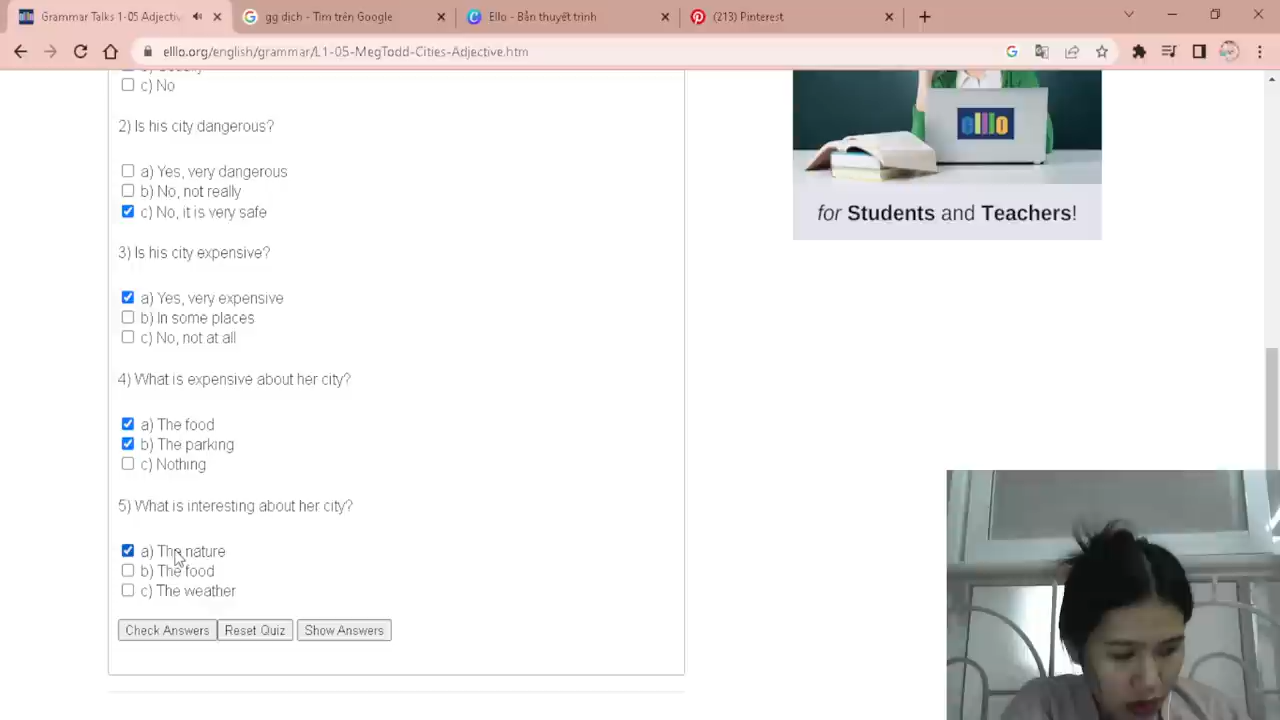 Grammar Talks 1-05 Adjectiv
gg dịch - Tìm trên Google
Ello - Bản thuyết trình
(213) Pinterest
elllo.org/english/grammar/L1-05-MegTodd-Cities-Adjective.htm
c) No
2) Is his city dangerous?
a) Yes, very dangerous
b) No, not really
c) No, it is very safe
3) Is his city expensive?
a) Yes, very expensive
b) In some places
c) No, not at all
4) What is expensive about her city?
a) The food
b) The parking
c) Nothing
5) What is interesting about her city?
a) The nature
b) The food
c) The weather
Check Answers Reset Quiz Show Answers
elllo
for Students and Teachers!